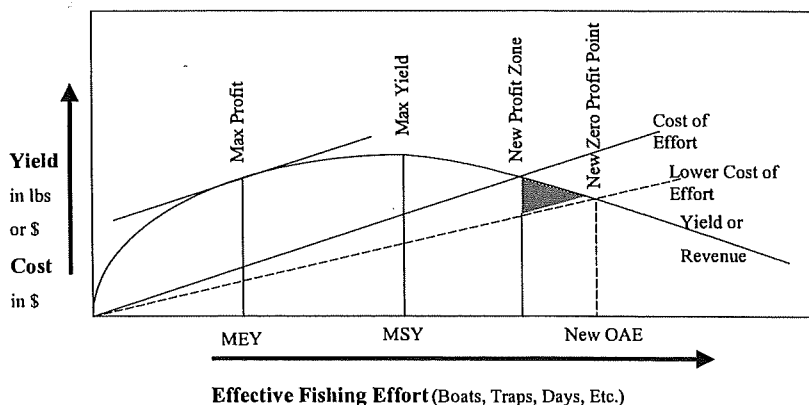 Max Profit
Max Yield
New Profit Zone
New Zero Profit Point
Cost of
Effort
Lower Cost of
Effort
Yield or
Revenue
Yield
in lbs
or $
Cost
in $
MEY
MSY
New OAE
Effective Fishing Effort (Boats, Traps, Days, Etc.)